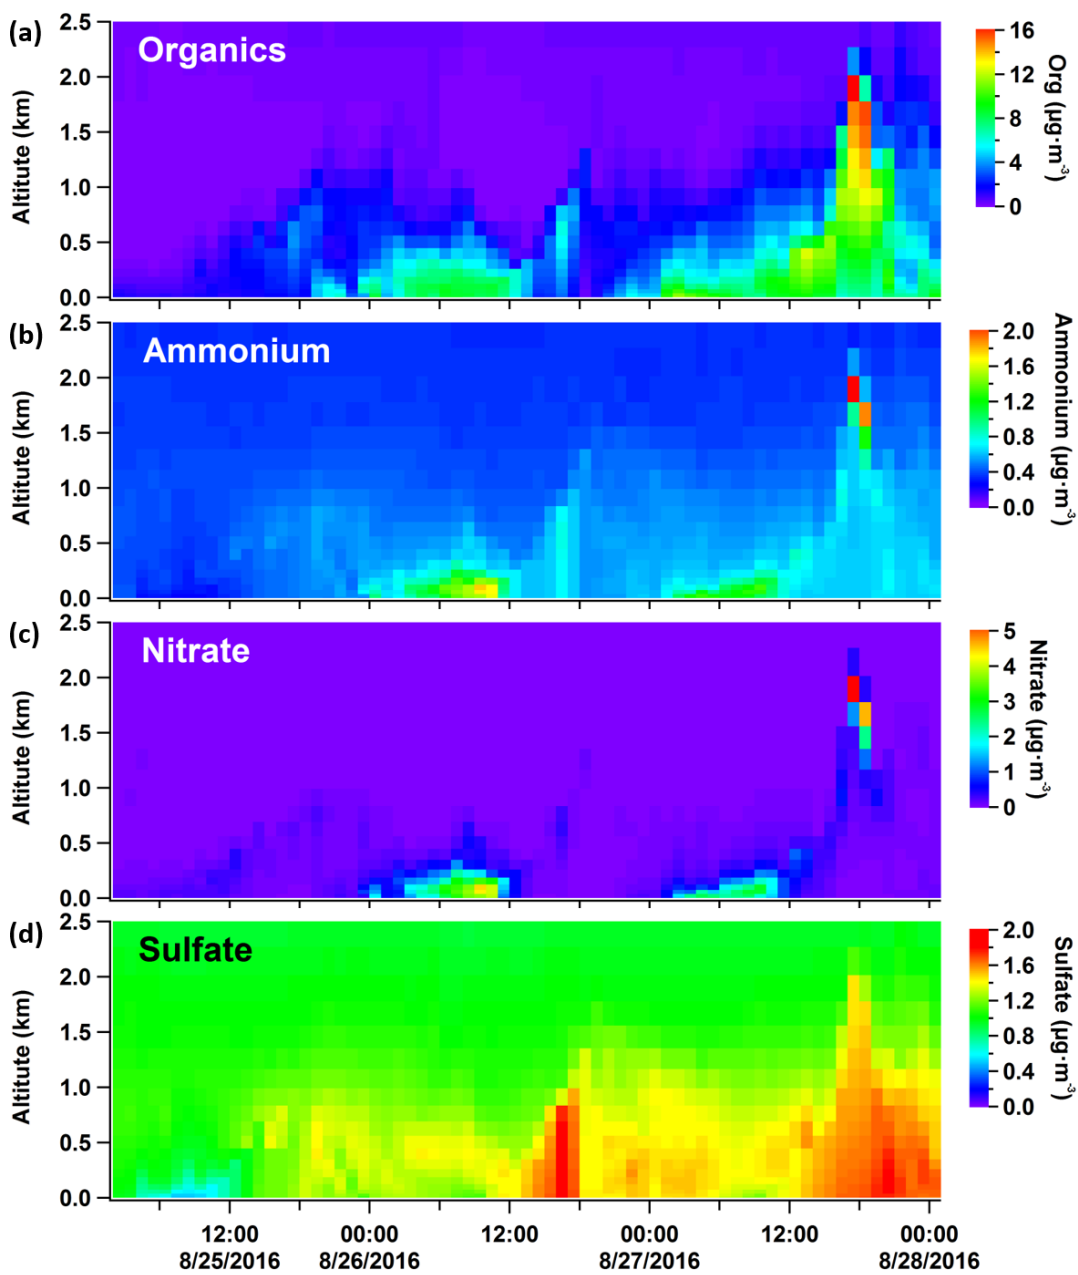 (a)
Organics
Altitute (km)
2.5
2.0
1.5
1.0
0.5
0.0
16
12
8
4
0
Org (μg·m-3)
(b)
Ammonium
Altitute (km)
2.5
2.0
1.5
1.0
0.5
0.0
2.0
1.6
1.2
0.8
0.4
0.0
Ammonium (μg·m-3)
(c)
Nitrate
Altitute (km)
2.5
2.0
1.5
1.0
0.5
0.0
5
4
3
2
1
0
Nitrate (μg·m-3)
(d)
Sulfate
Altitute (km)
2.5
2.0
1.5
1.0
0.5
0.0
2.0
1.6
1.2
0.8
0.4
0.0
Sulfate (μg·m-3)
12:00 00:00 12:00 00:00 12:00 00:00
8/25/2016 8/26/2016 8/27/2016 8/28/2016